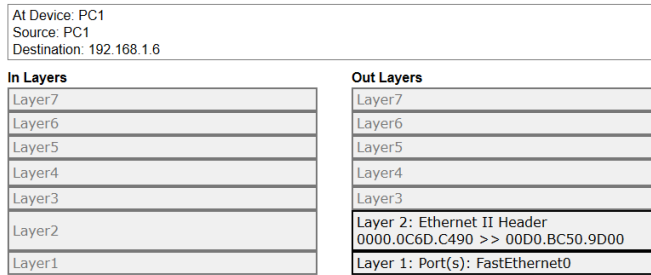 At Device: PC1
Source: PC1
Destination: 192.168.1.6
In Layers
Layer7
Layer6
Layer5
Layer4
Layer3
Layer2
Layer1
Out Layers
Layer7
Layer6
Layer5
Layer4
Layer3
Layer 2: Ethernet II Header
0000.0C6D.C490 >> 00D0.BC50.9D00
Layer 1: Port(s): FastEthernet0